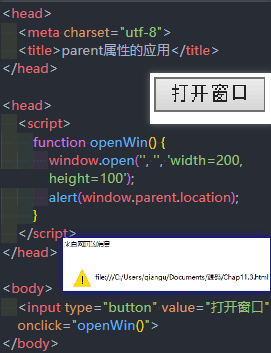 <head>
<meta charset="utf-8">
<title>parent属性的应用</title>
</head>
打开窗口
<head>
<script>
function openWin() {
window.open('', '', 'width=200,
height=100');
alert(window.parent.location);
}
</script>
</head>
来自网页的消息
file:///C:/Users/qiangu/Documents/源码/Chap11.3.html
<body>
<input type="button" value="打开窗口"
onclick="openWin()">
</body>